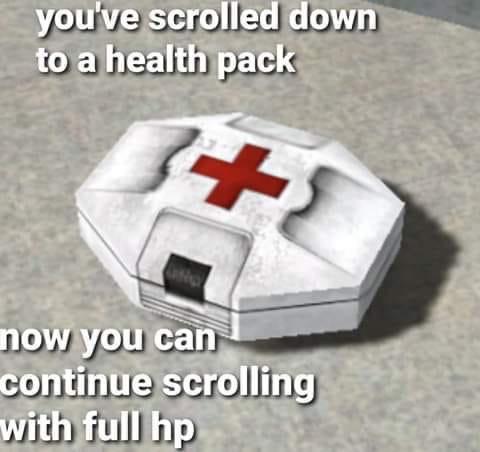 you've scrolled down
to a health pack
now you can
continue scrolling
with full hp